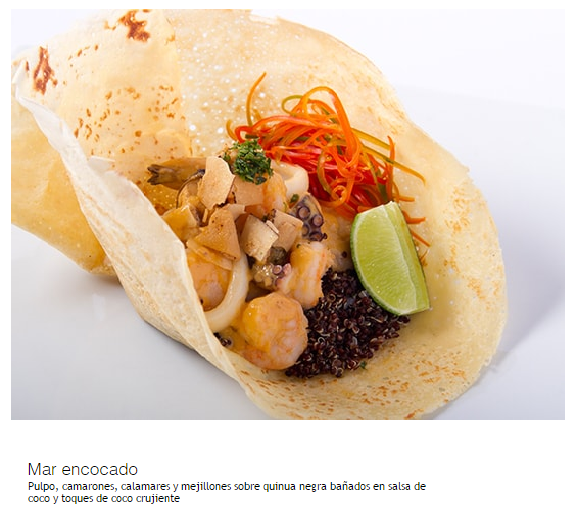 Mar encocado
Pulpo, camarones, calamares y mejillones sobre quinua negra bañados en salsa de
coco y toques de coco crujiente